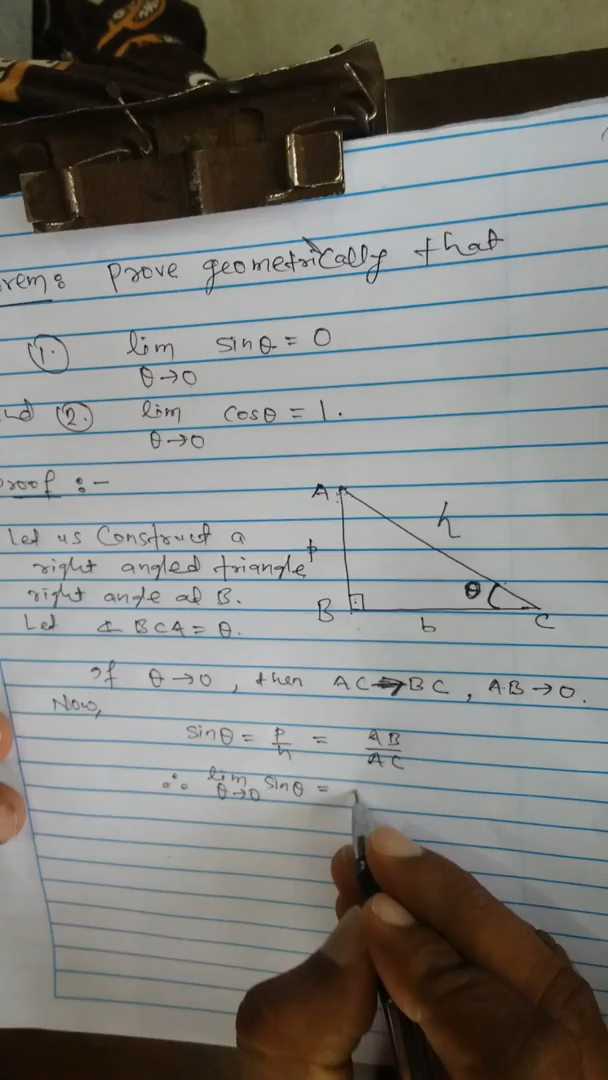 rem: Prove geometrically that
1. lim sinθ = 0
θ→0
nd 2. lim cosθ = 1.
θ→0
Proof :-
Let us Construct a
right angled triangle
right angle at B.
Let ∠BCA = θ.
A
h
p
θ
B
b
C
If θ→0, then AC→BC, AB→0.
Now,
sinθ = p/h = AB/AC
∴ lim sinθ =
θ→0